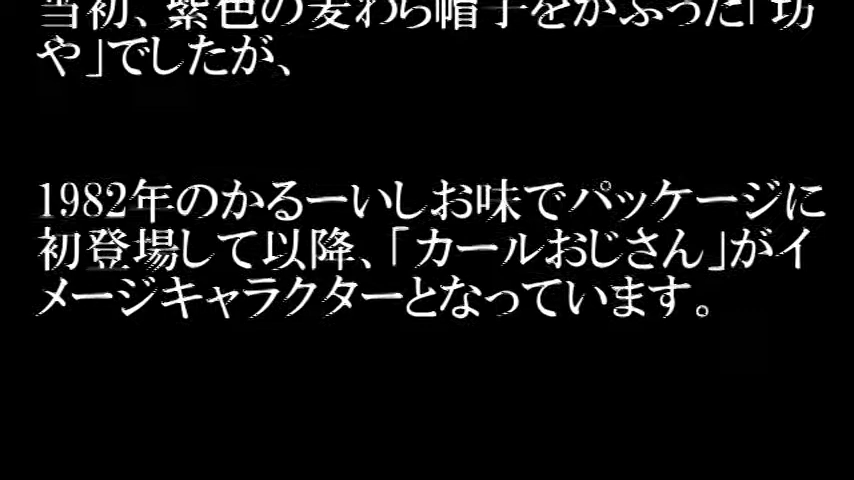 当初、紫色の麦わら帽子をかぶった「坊
や」でしたが、
1982年のかるーいしお味でパッケージに
初登場して以降、「カールおじさん」がイ
メージキャラクターとなっています。